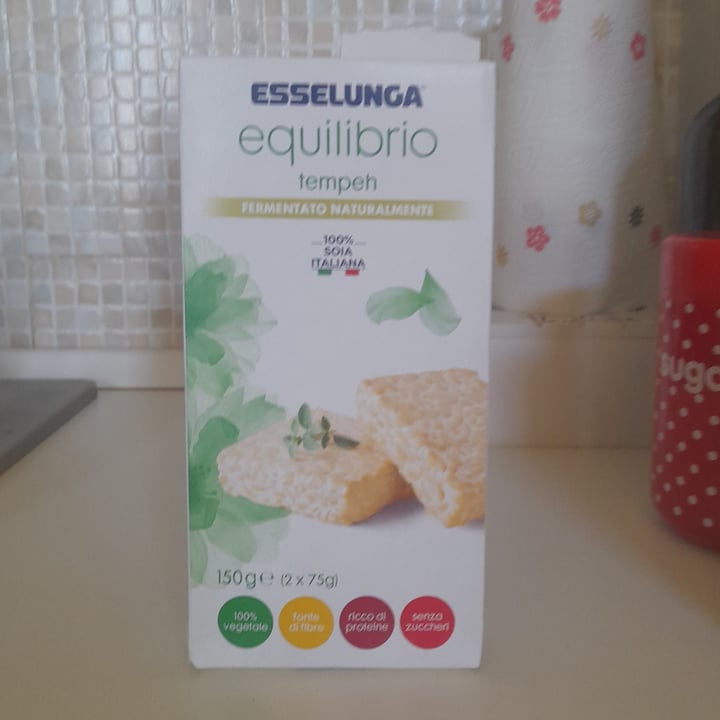 ESSELUNGA
equilibrio
tempeh
FERMENTATO NATURALMENTE
100%
SOIA
ITALIANA
150g℮ (2 x 75g)
100%
vegetale
fonte
di fibre
ricco di
proteine
senza
zuccheri